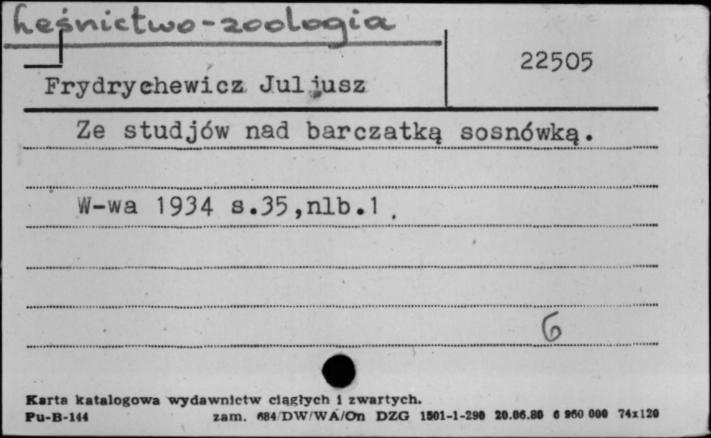 Leśnictwo-zoologia
22505
Frydrychewicz Juljusz
Ze studjów nad barczatką sosnówką.
W-wa 1934 s.35,nlb.1.
6
Karta katalogowa wydawnictw ciągłych i zwartych.
Pu-B-144 zam. 684/DW/WA/On DZG 1501-1-290 20.06.80 6 960 000 74x120